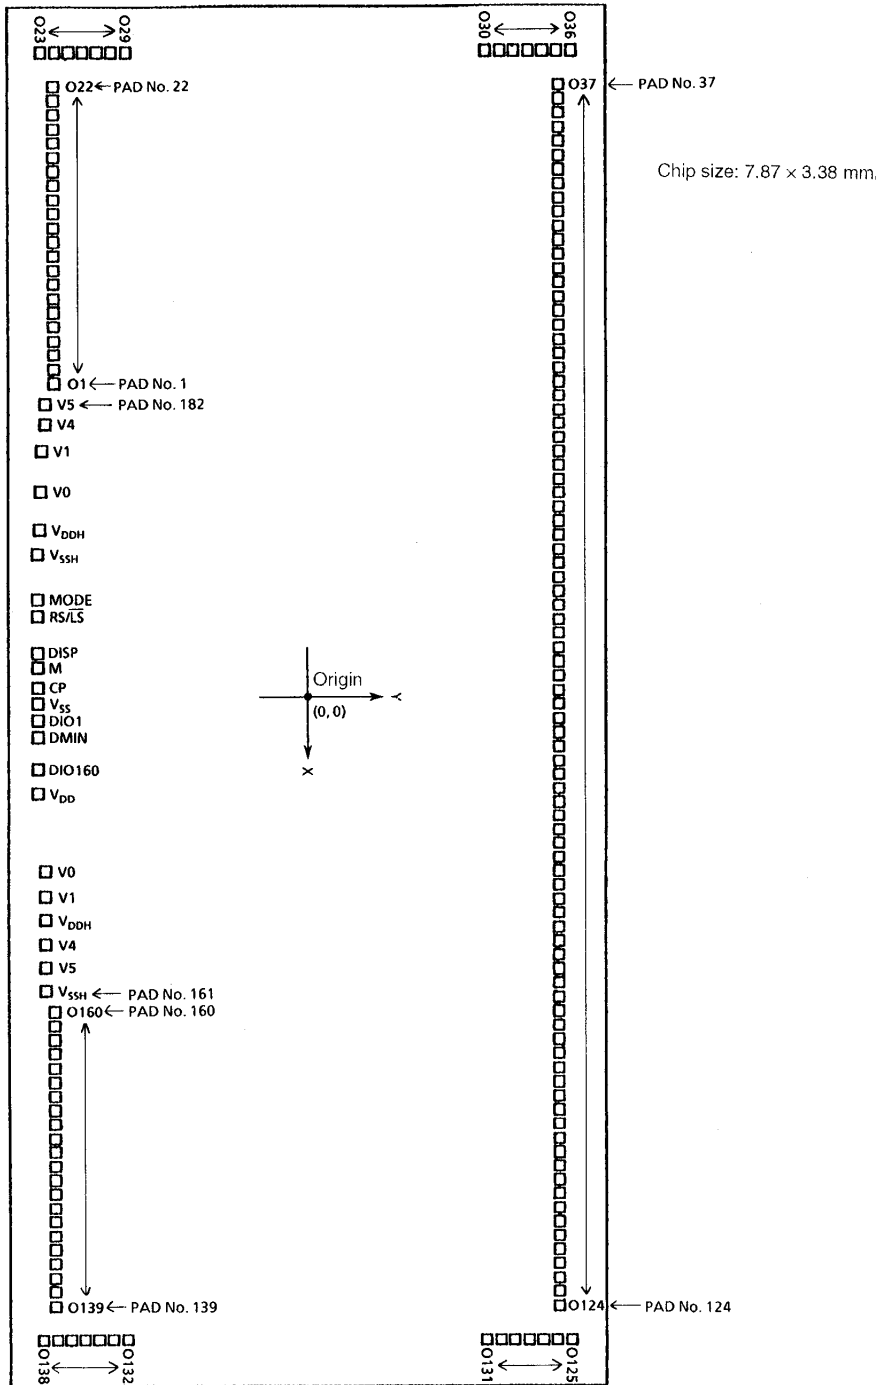 O23 O29 O30 O36
O22 PAD No. 22
O37 PAD No. 37
Chip size: 7.87 × 3.38 mm
O1 PAD No. 1
V5 PAD No. 182
V4
V1
V0
VDDH
VSSH
MODE
RS/L̅S̅
DISP
M
CP
VSS
DIO1
DMIN
DIO160
VDD
Origin
(0, 0)
Y
X
V0
V1
VDDH
V4
V5
VSSH PAD No. 161
O160 PAD No. 160
O139 PAD No. 139
O124 PAD No. 124
O138 O132 O131 O125